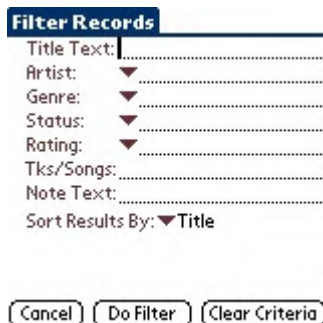 Filter Records
Title Text:
Artist:
Genre:
Status:
Rating:
Tks/Songs:
Note Text:
Sort Results By: Title
Cancel Do Filter Clear Criteria